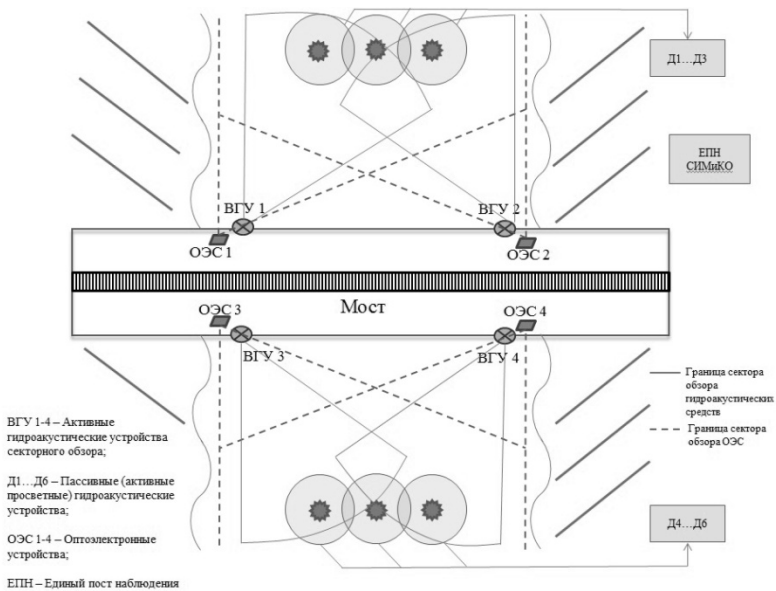 Д1…Д3
ЕПН
СИМиКО
ВГУ 1
ВГУ 2
ОЭС 1
ОЭС 2
ОЭС 3
Мост
ОЭС 4
ВГУ 3
ВГУ 4
Граница сектора
обзора
гидроакустических
средств
Граница сектора
обзора ОЭС
ВГУ 1-4 – Активные
гидроакустические устройства
секторного обзора;
Д1…Д6 – Пассивные (активные
просветные) гидроакустические
устройства;
ОЭС 1-4 – Оптоэлектронные
устройства;
ЕПН – Единый пост наблюдения
Д4…Д6